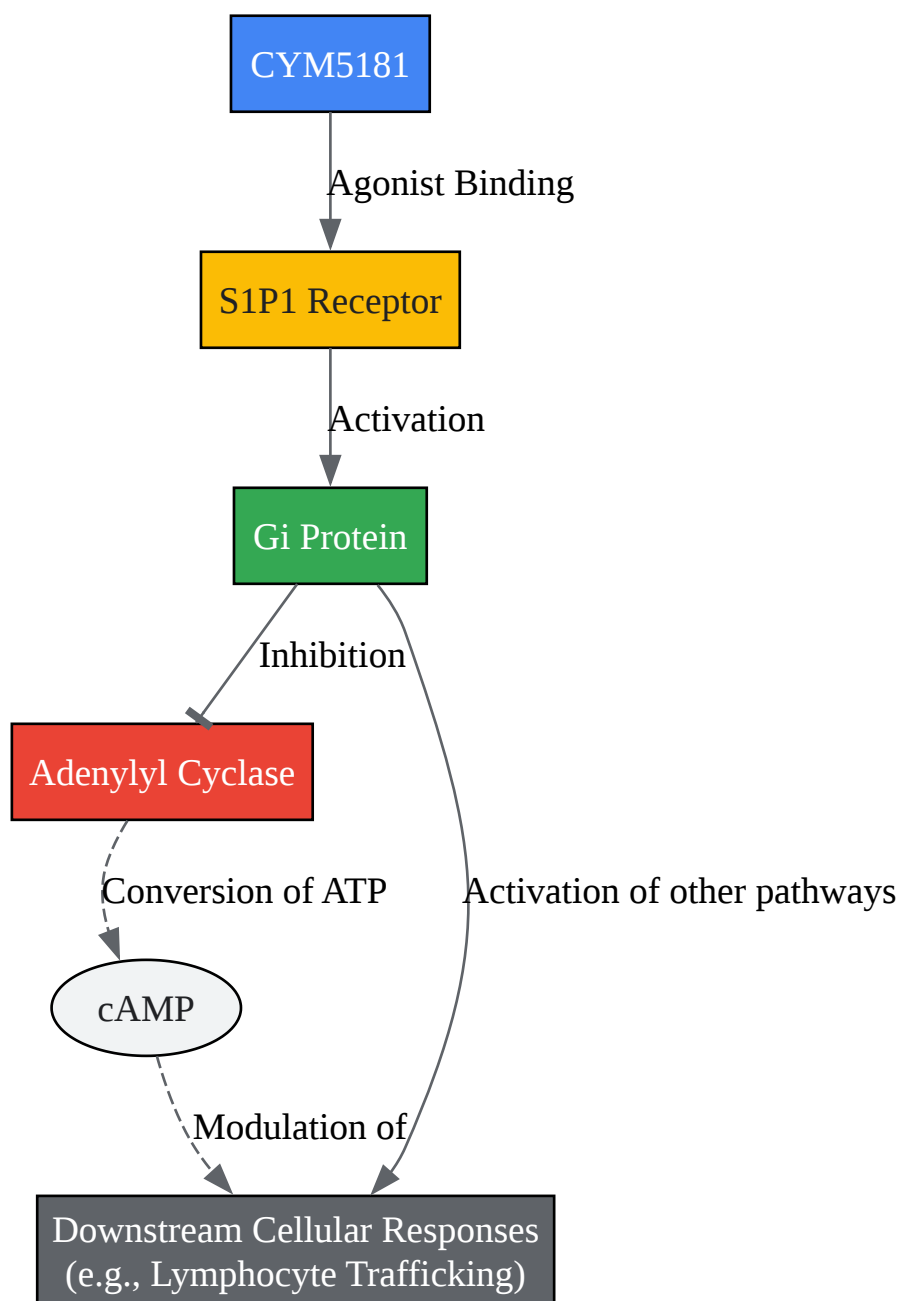 CYM5181
Agonist Binding
S1P1 Receptor
Activation
Gi Protein
Inhibition
Adenylyl Cyclase
Conversion of ATP
Activation of other pathways
cAMP
Modulation of
Downstream Cellular Responses
(e.g., Lymphocyte Trafficking)